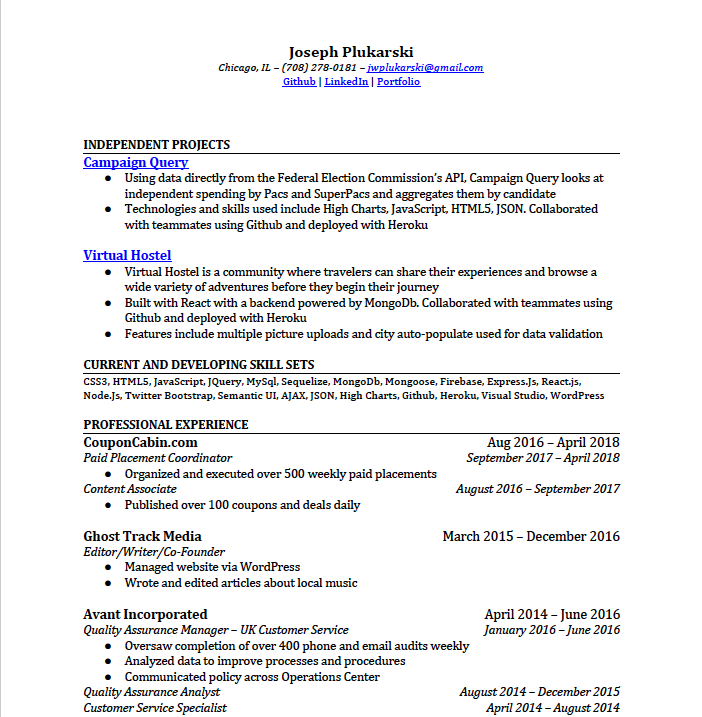 Joseph Plukarski
Chicago, IL – (708) 278-0181 – jwplukarski@gmail.com
Github | LinkedIn | Portfolio
INDEPENDENT PROJECTS
Campaign Query
● Using data directly from the Federal Election Commission's API, Campaign Query looks at
independent spending by Pacs and SuperPacs and aggregates them by candidate
● Technologies and skills used include High Charts, JavaScript, HTML5, JSON. Collaborated
with teammates using Github and deployed with Heroku
Virtual Hostel
● Virtual Hostel is a community where travelers can share their experiences and browse a
wide variety of adventures before they begin their journey
● Built with React with a backend powered by MongoDb. Collaborated with teammates using
Github and deployed with Heroku
● Features include multiple picture uploads and city auto-populate used for data validation
CURRENT AND DEVELOPING SKILL SETS
CSS3, HTML5, JavaScript, JQuery, MySql, Sequelize, MongoDb, Mongoose, Firebase, Express.Js, React.js,
Node.Js, Twitter Bootstrap, Semantic UI, AJAX, JSON, High Charts, Github, Heroku, Visual Studio, WordPress
PROFESSIONAL EXPERIENCE
CouponCabin.com Aug 2016 – April 2018
Paid Placement Coordinator September 2017 – April 2018
● Organized and executed over 500 weekly paid placements
Content Associate August 2016 – September 2017
● Published over 100 coupons and deals daily
Ghost Track Media March 2015 – December 2016
Editor/Writer/Co-Founder
● Managed website via WordPress
● Wrote and edited articles about local music
Avant Incorporated April 2014 – June 2016
Quality Assurance Manager – UK Customer Service January 2016 – June 2016
● Oversaw completion of over 400 phone and email audits weekly
● Analyzed data to improve processes and procedures
● Communicated policy across Operations Center
Quality Assurance Analyst August 2014 – December 2015
Customer Service Specialist April 2014 – August 2014